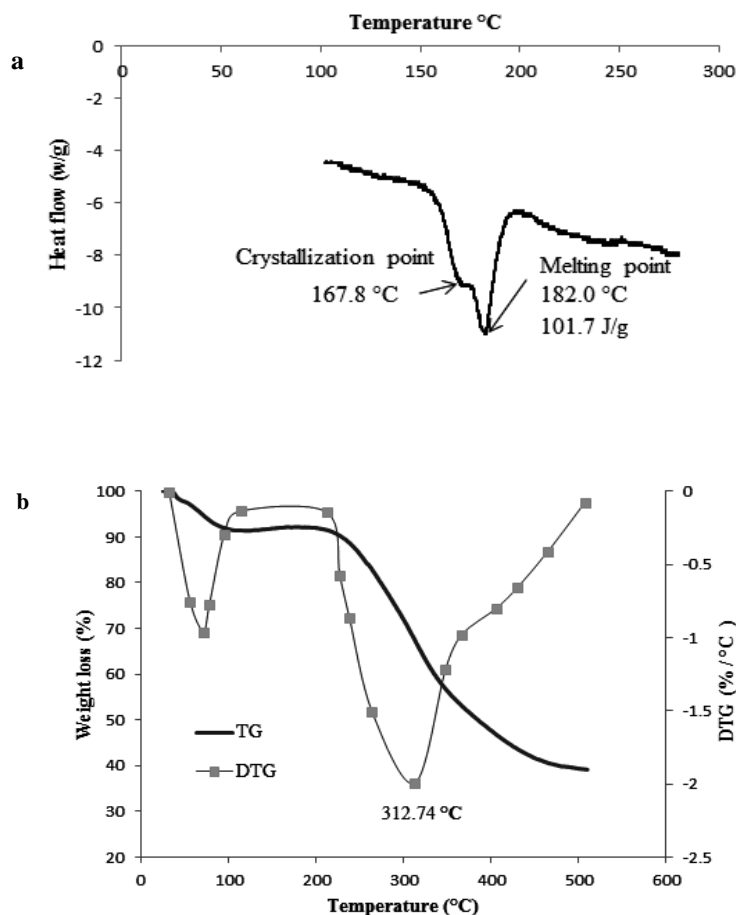 Temperature °C
a
0
0
50
100
150
200
250
300
-2
-4
-6
-8
-10
-12
Heat flow (w/g)
Crystallization point
167.8 °C
Melting point
182.0 °C
101.7 J/g
b
100
90
80
70
60
50
40
30
20
Weight loss (%)
0
-0.5
-1
-1.5
-2
-2.5
DTG (%/°C)
TG
DTG
312.74 °C
0
100
200
300
400
500
600
Temperature (°C)